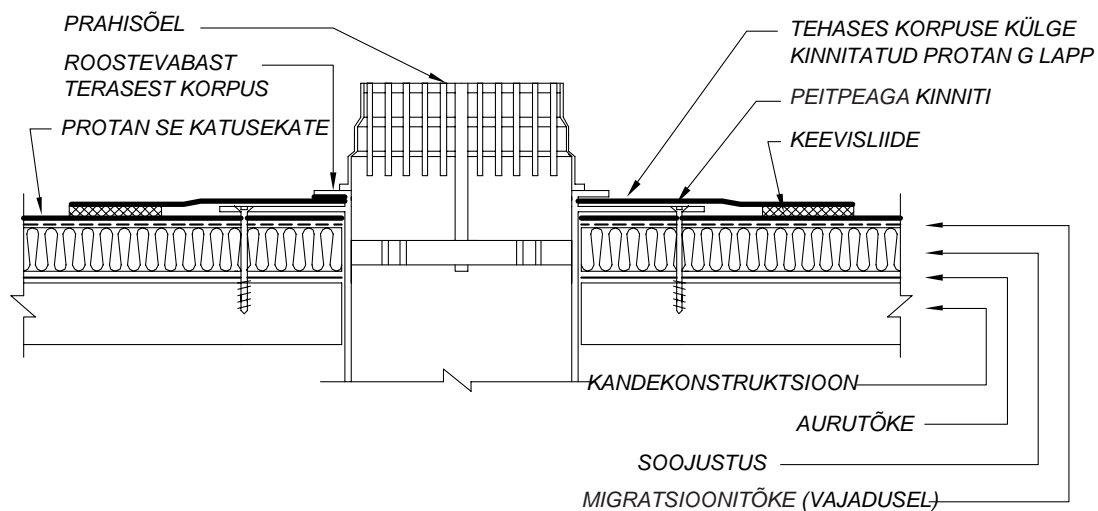 PRAHISÕEL
ROOSTEVABAST
TERASEST KORPUS
PROTAN SE KATUSEKATE
TEHASES KORPUSE KÜLGE
KINNITATUD PROTAN G LAPP
PEITPEAGA KINNITI
KEEVISLIIDE
KANDEKONSTRUKTSIOON
AURUTÕKE
SOOJUSTUS
MIGRATSIOONITÕKE (VAJADUSEL)